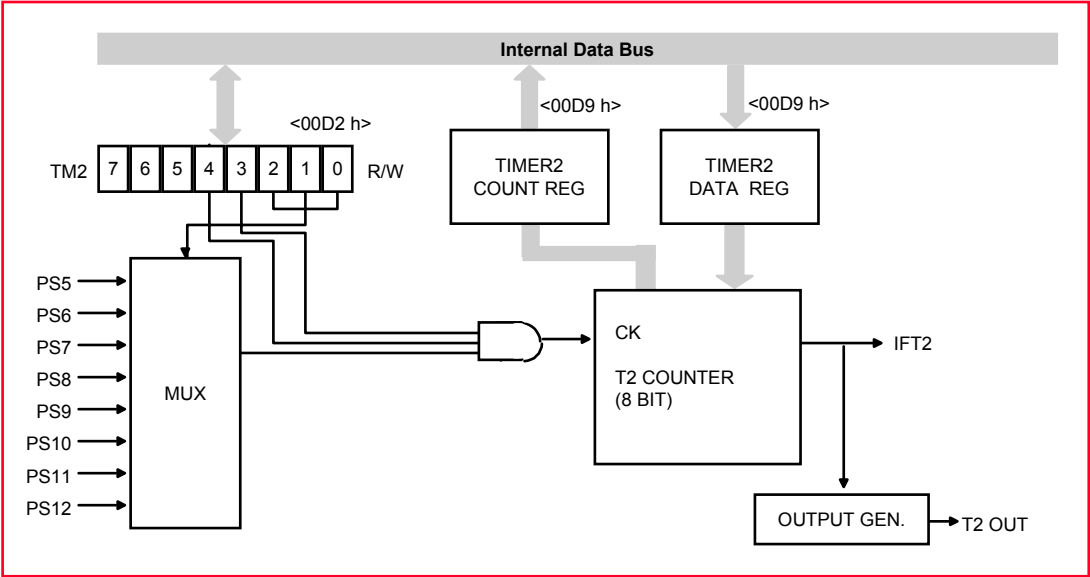 Internal Data Bus
<00D2 h>
<00D9 h>
<00D9 h>
TM2 7 6 5 4 3 2 1 0 R/W
TIMER2
COUNT REG
TIMER2
DATA REG
PS5
PS6
PS7
PS8
PS9
PS10
PS11
PS12
MUX
CK
T2 COUNTER
(8 BIT)
IFT2
OUTPUT GEN.
T2 OUT